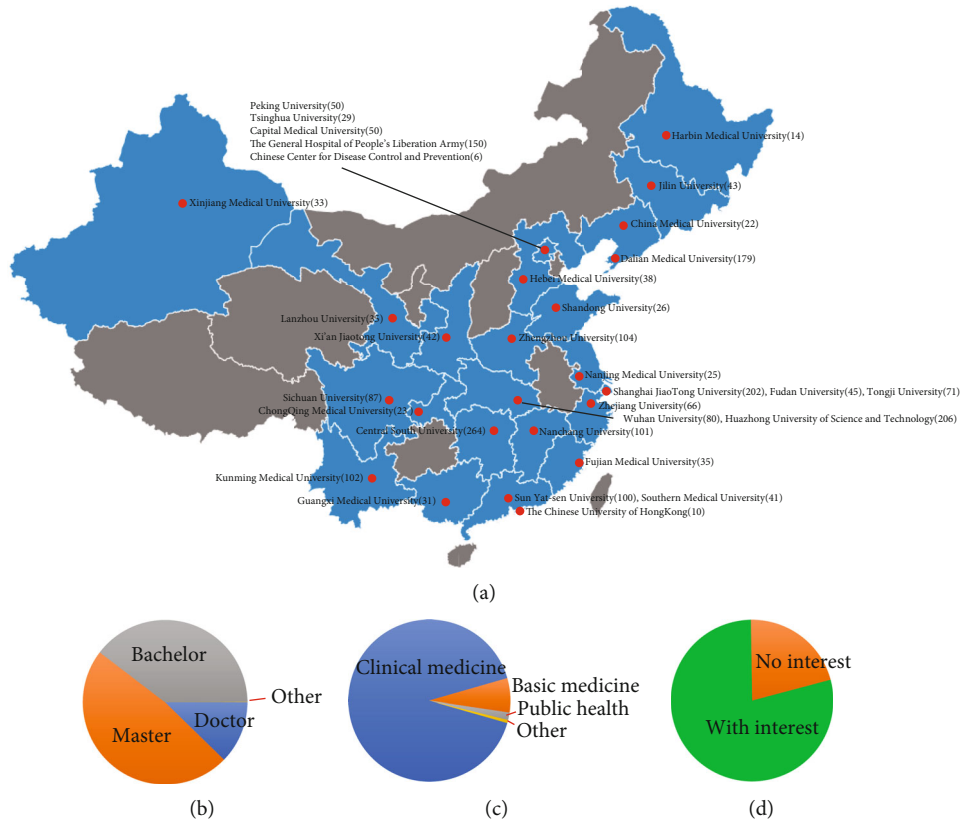 Peking University(50)
Tsinghua University(29)
Capital Medical University(50)
The General Hospital of People's Liberation Army(150)
Chinese Center for Disease Control and Prevention(6)
Harbin Medical University(14)
Jilin University(43)
Xinjiang Medical University(33)
China Medical University(22)
Dalian Medical University(179)
Hebei Medical University(38)
Shandong University(26)
Lanzhou University(35)
Xi'an Jiaotong University(42)
Zhengzhou University(104)
Nanjing Medical University(25)
Shanghai JiaoTong University(202), Fudan University(45), Tongji University(71)
Sichuan University(87)
Zhejiang University(66)
ChongQing Medical University(23)
Wuhan University(80), Huazhong University of Science and Technology(206)
Central South University(264)
Nanchang University(101)
Fujian Medical University(35)
Kunming Medical University(102)
Guangxi Medical University(31)
Sun Yat-sen University(100), Southern Medical University(41)
The Chinese University of HongKong(10)
(a)
Bachelor
Other
Doctor
Master
(b)
Clinical medicine
Basic medicine
Public health
Other
(c)
No interest
With interest
(d)